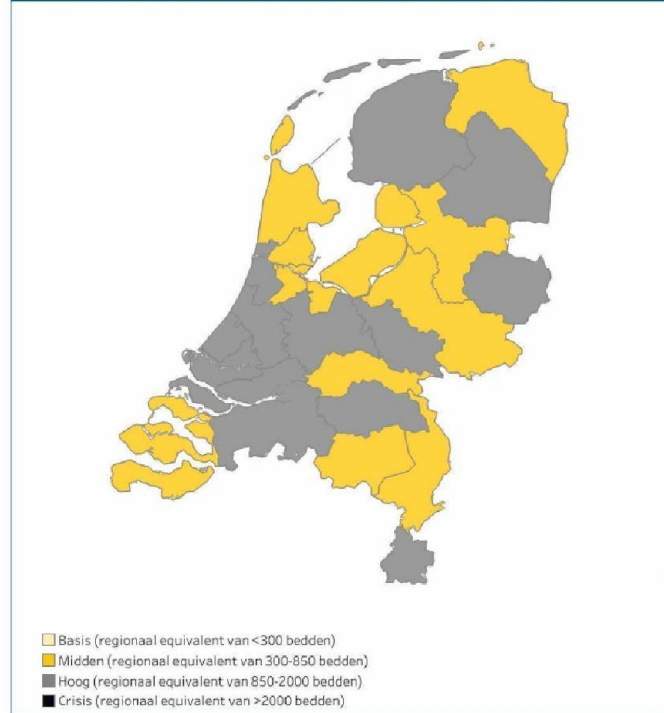 Basis (regionaal equivalent van <300 bedden)
Midden (regionaal equivalent van 300-850 bedden)
Hoog (regionaal equivalent van 850-2000 bedden)
Crisis (regionaal equivalent van >2000 bedden)